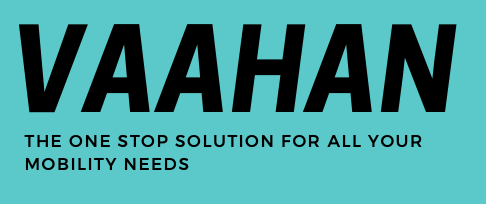 VAAHAN
THE ONE STOP SOLUTION FOR ALL YOUR
MOBILITY NEEDS